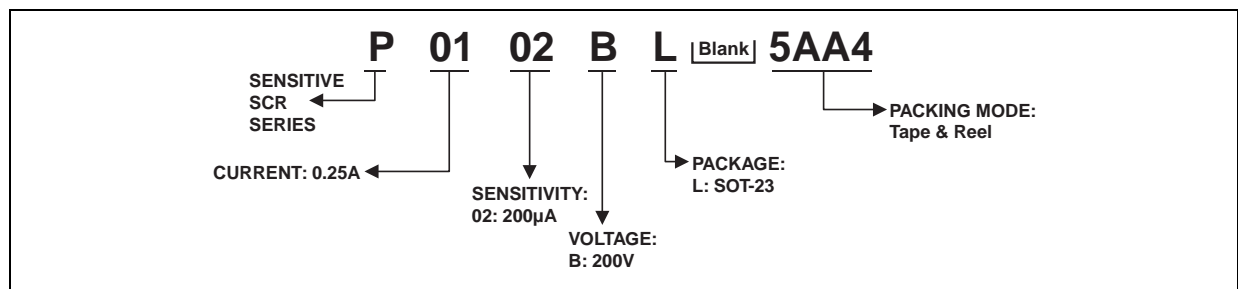 P 01 02 B L Blank 5AA4
SENSITIVE
SCR
SERIES
PACKING MODE:
Tape & Reel
CURRENT: 0.25A
PACKAGE:
L: SOT-23
SENSITIVITY:
02: 200µA
VOLTAGE:
B: 200V